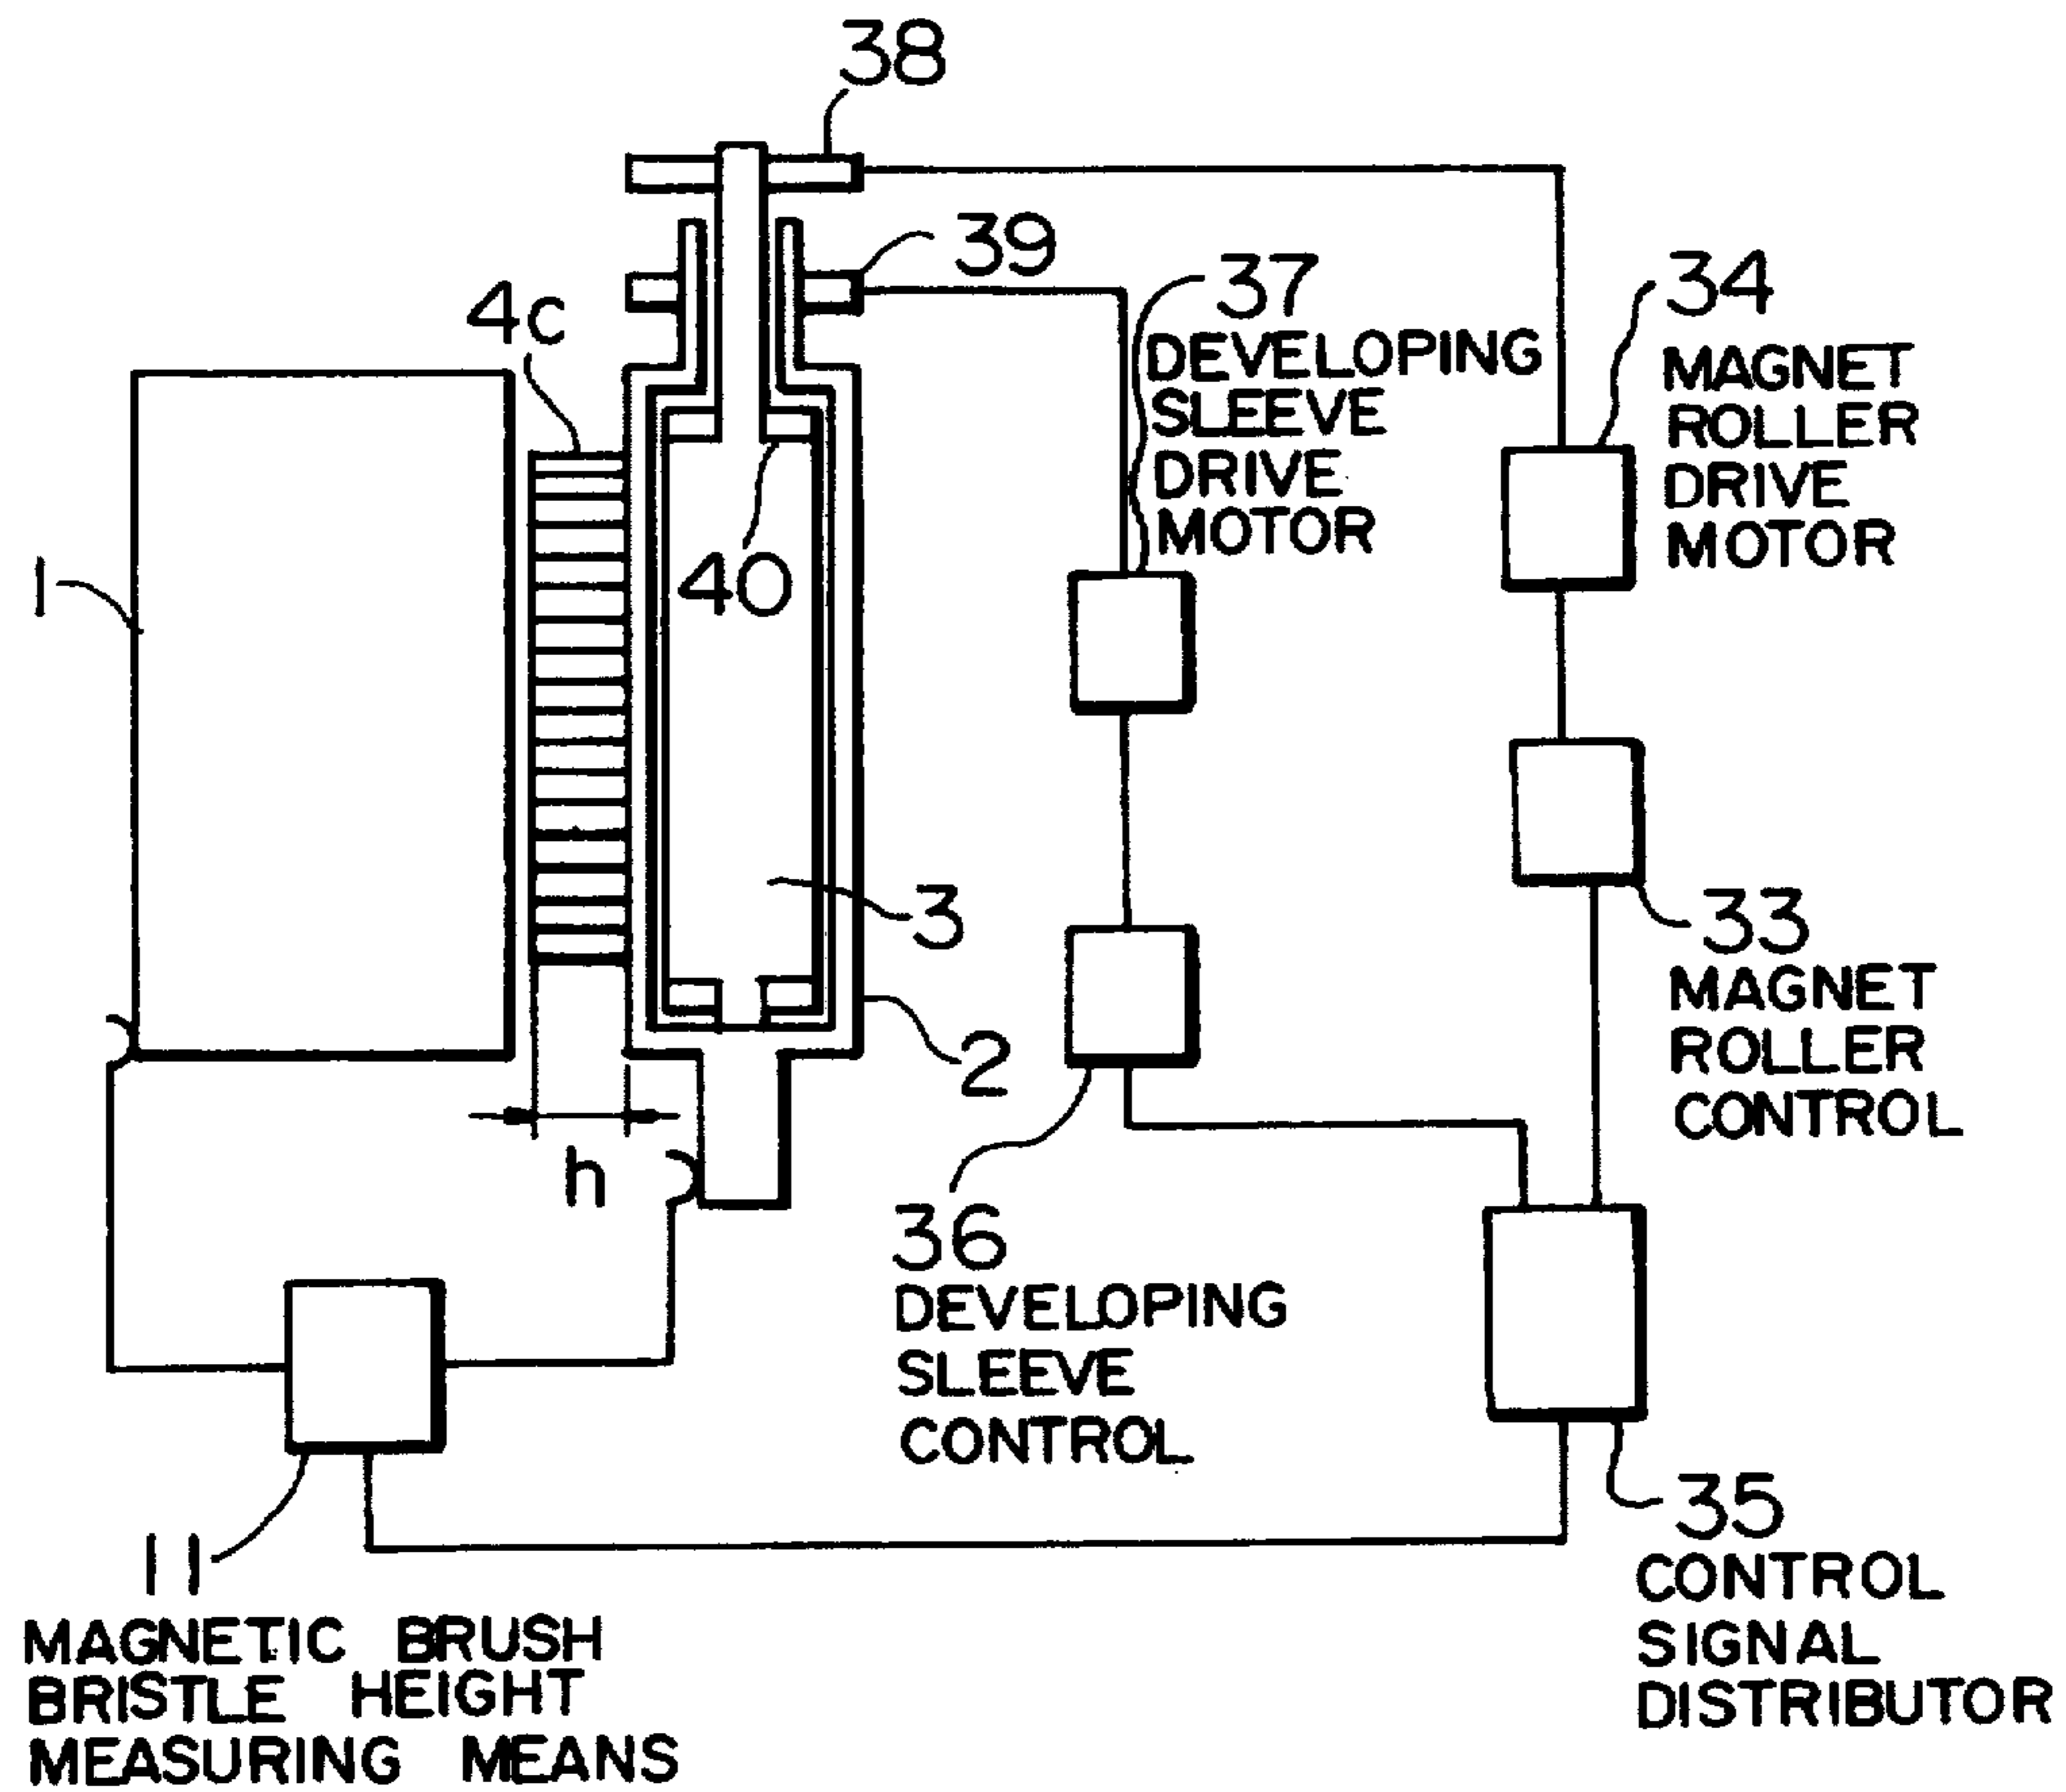 38
39
37
DEVELOPING
SLEEVE
DRIVE
MOTOR
34
MAGNET
ROLLER
DRIVE
MOTOR
4c
1
40
3
2
33
MAGNET
ROLLER
CONTROL
h
36
DEVELOPING
SLEEVE
CONTROL
35
CONTROL
SIGNAL
DISTRIBUTOR
11
MAGNETIC BRUSH
BRISTLE HEIGHT
MEASURING MEANS